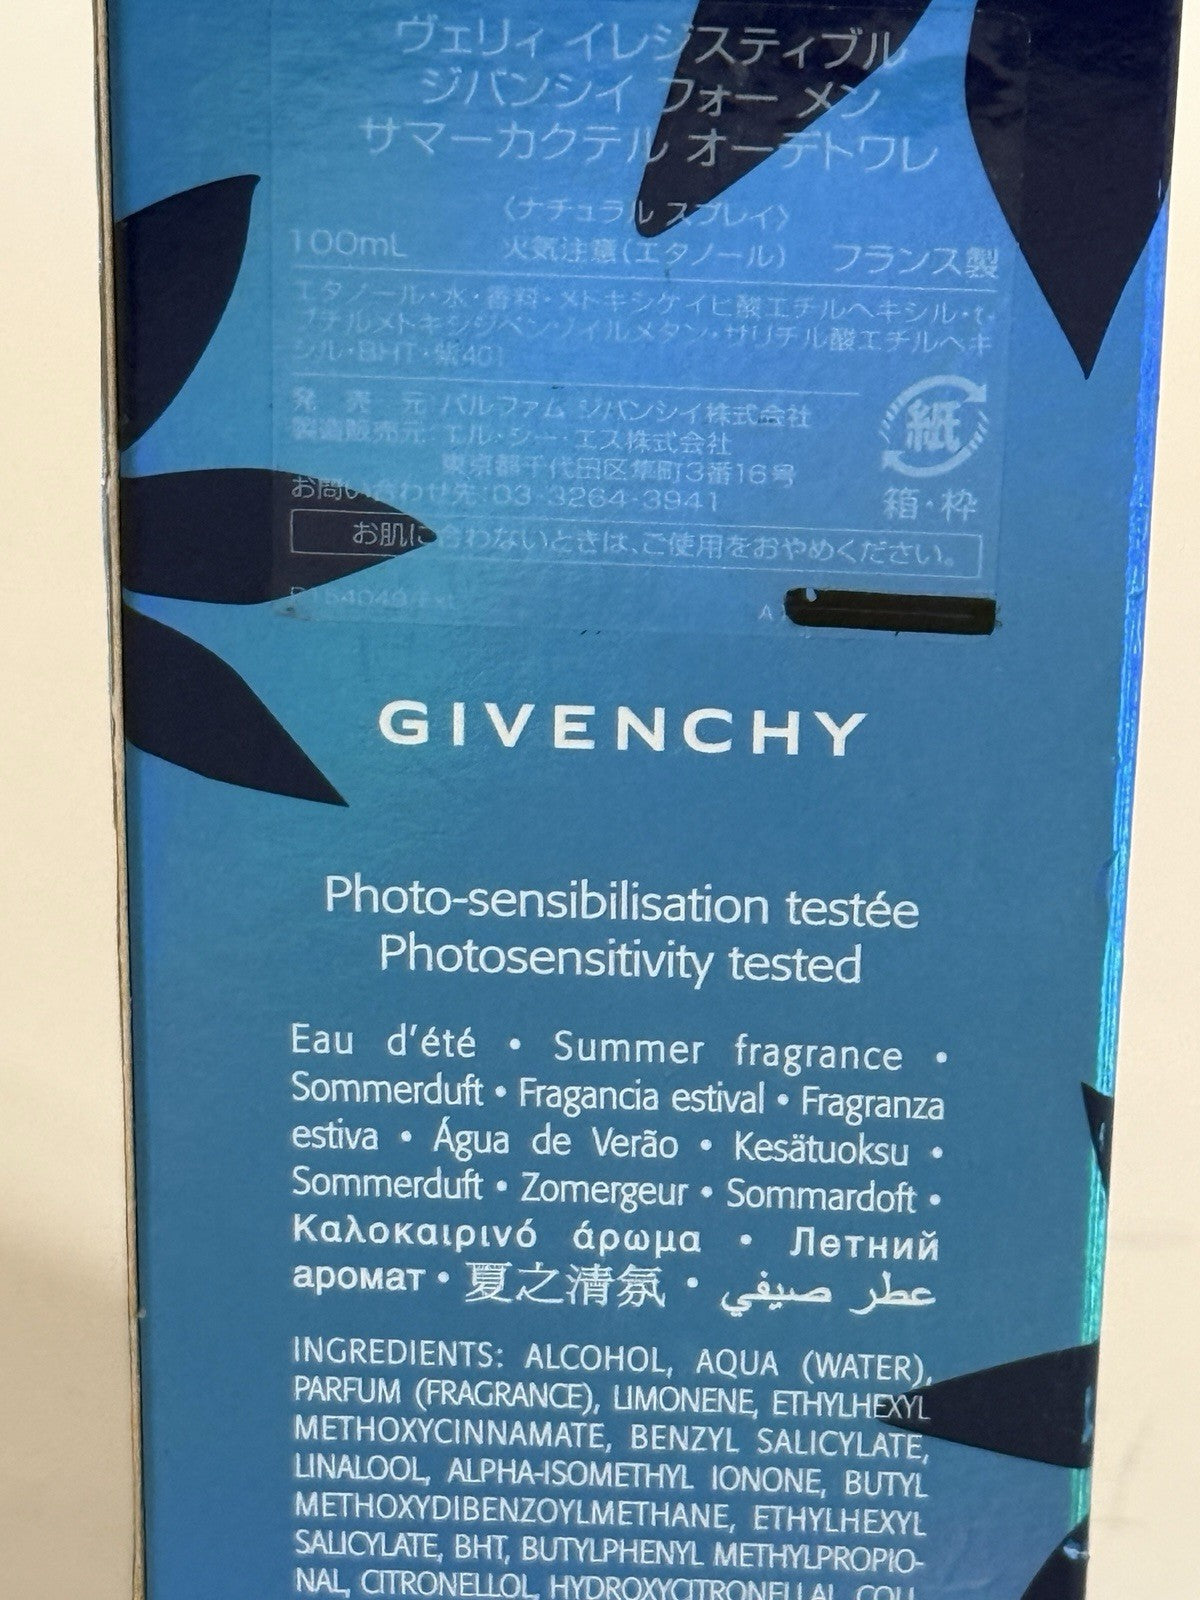 ヴェリィ イレジスティブル
ジバンシイ フォー メン
サマーカクテル オーデトワレ
〈ナチュラル スプレイ〉
100mL 火気注意(エタノール) フランス製
エタノール・水・香料・メトキシケイヒ酸エチルヘキシル・t-
ブチルメトキシジベンゾイルメタン・サリチル酸エチルヘキ
シル・BHT・紫401
発売元 パルファム ジバンシイ株式会社
製造販売元 エル・シー・エス株式会社
東京都千代田区隼町3番16号
お問い合わせ先:03-3264-3941
紙
箱・枠
お肌に合わないときは、ご使用をおやめください。
GIVENCHY
Photo-sensibilisation testée
Photosensitivity tested
Eau d'été • Summer fragrance •
Sommerduft • Fragancia estival • Fragranza
estiva • Água de Verão • Kesätuoksu •
Sommerduft • Zomergeur • Sommardoft •
Καλοκαιρινό άρωμα • Летний
аромат • 夏之清氛 • عطر صيفي
INGREDIENTS: ALCOHOL, AQUA (WATER),
PARFUM (FRAGRANCE), LIMONENE, ETHYLHEXYL
METHOXYCINNAMATE, BENZYL SALICYLATE,
LINALOOL, ALPHA-ISOMETHYL IONONE, BUTYL
METHOXYDIBENZOYLMETHANE, ETHYLHEXYL
SALICYLATE, BHT, BUTYLPHENYL METHYLPROPIO-
NAL, CITRONELLOL, HYDROXYCITRONELLAL, COU-